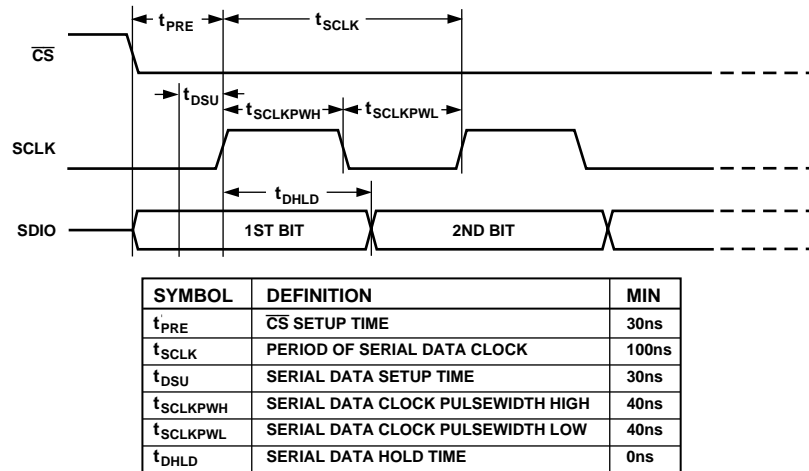 tPRE
tSCLK
CS
tDSU
tSCLKPWH
tSCLKPWL
SCLK
tDHLD
SDIO
1ST BIT
2ND BIT
SYMBOL DEFINITION MIN
tPRE CS SETUP TIME 30ns
tSCLK PERIOD OF SERIAL DATA CLOCK 100ns
tDSU SERIAL DATA SETUP TIME 30ns
tSCLKPWH SERIAL DATA CLOCK PULSEWIDTH HIGH 40ns
tSCLKPWL SERIAL DATA CLOCK PULSEWIDTH LOW 40ns
tDHLD SERIAL DATA HOLD TIME 0ns